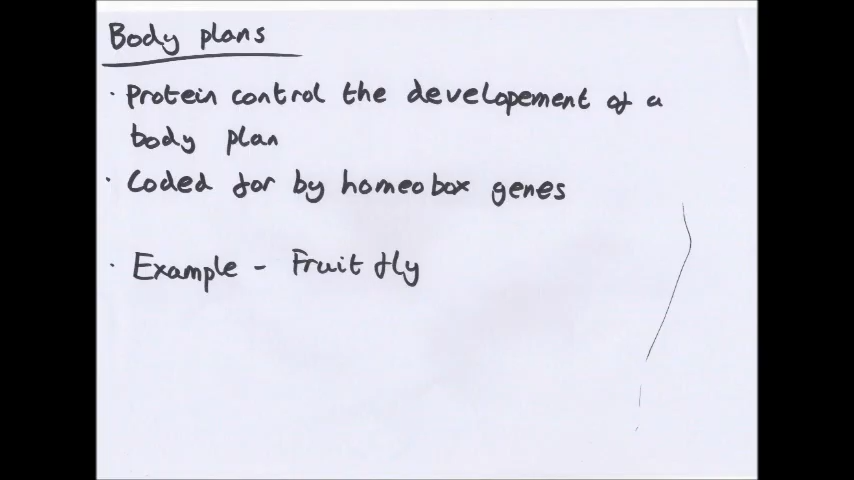 Body plans
· Protein control the developement of a
body plan
· Coded for by homeobox genes
· Example - Fruit fly